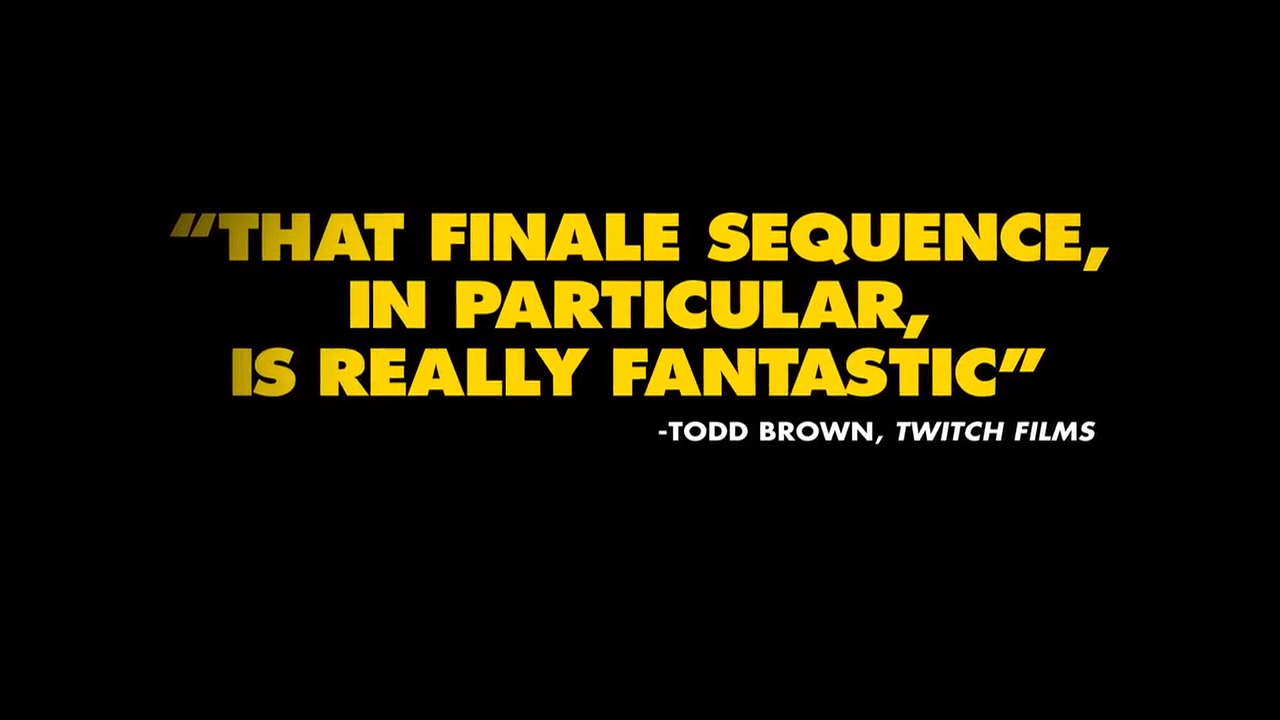 “THAT FINALE SEQUENCE,
IN PARTICULAR,
IS REALLY FANTASTIC”
-TODD BROWN, TWITCH FILMS